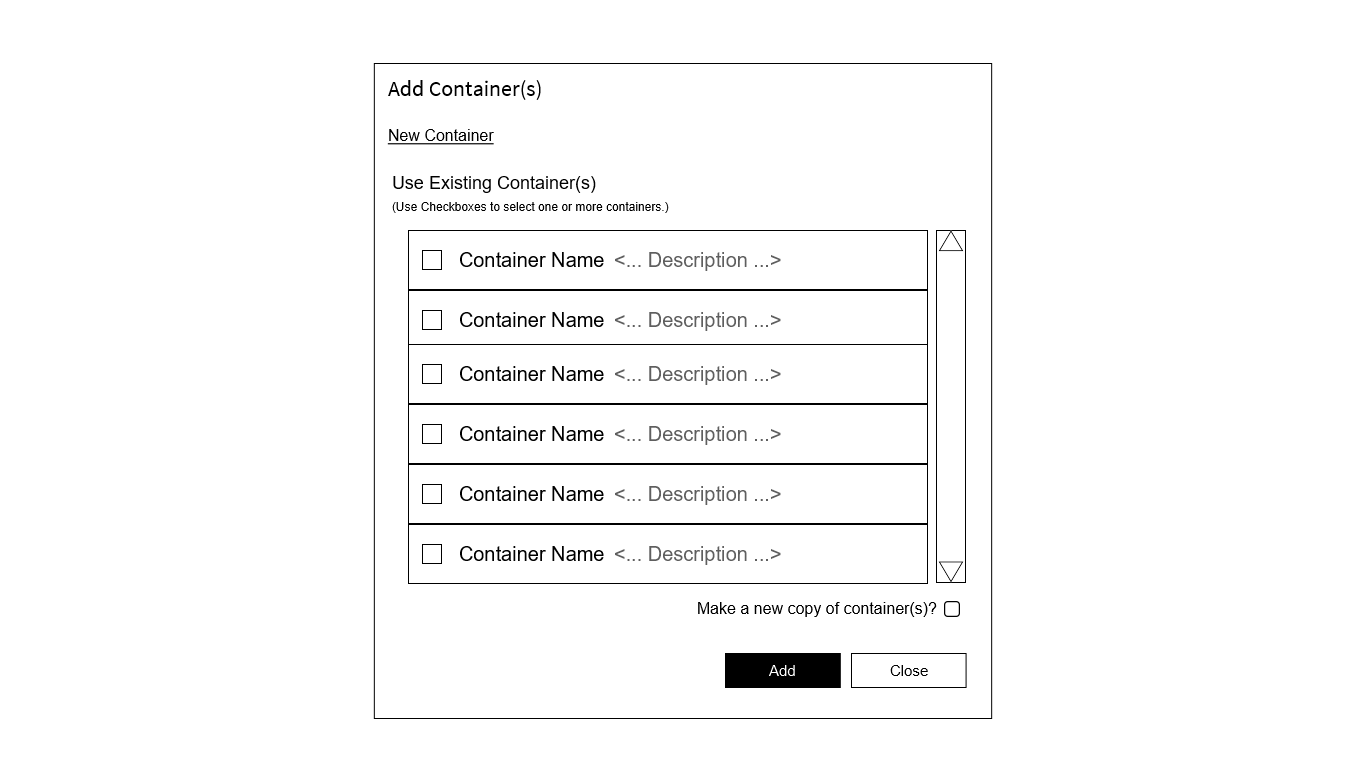 Add Container(s)
New Container
Use Existing Container(s)
(Use Checkboxes to select one or more containers.)
Container Name <... Description ...>
Container Name <... Description ...>
Container Name <... Description ...>
Container Name <... Description ...>
Container Name <... Description ...>
Container Name <... Description ...>
Make a new copy of container(s)?
Add Close